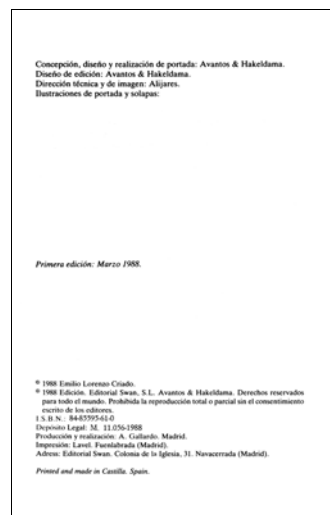 Concepción, diseño y realización de portada: Avantos & Hakeldama.
Diseño de edición: Avantos & Hakeldama.
Dirección técnica y de imagen: Alijares.
Ilustraciones de portada y solapas:
Primera edición: Marzo 1988.
© 1988 Emilio Lorenzo Criado.
© 1988 Edición. Editorial Swan, S.L. Avantos & Hakeldama. Derechos reservados
para todo el mundo. Prohibida la reproducción total o parcial sin el consentimiento
escrito de los editores.
I.S.B.N.: 84-85595-61-0
Depósito Legal: M. 11.056-1988
Producción y realización: A. Gallardo. Madrid.
Impresión: Lavel. Fuenlabrada (Madrid).
Adress: Editorial Swan. Colonia de la Iglesia, 31. Navacerrada (Madrid).
Printed and made in Castilla. Spain.